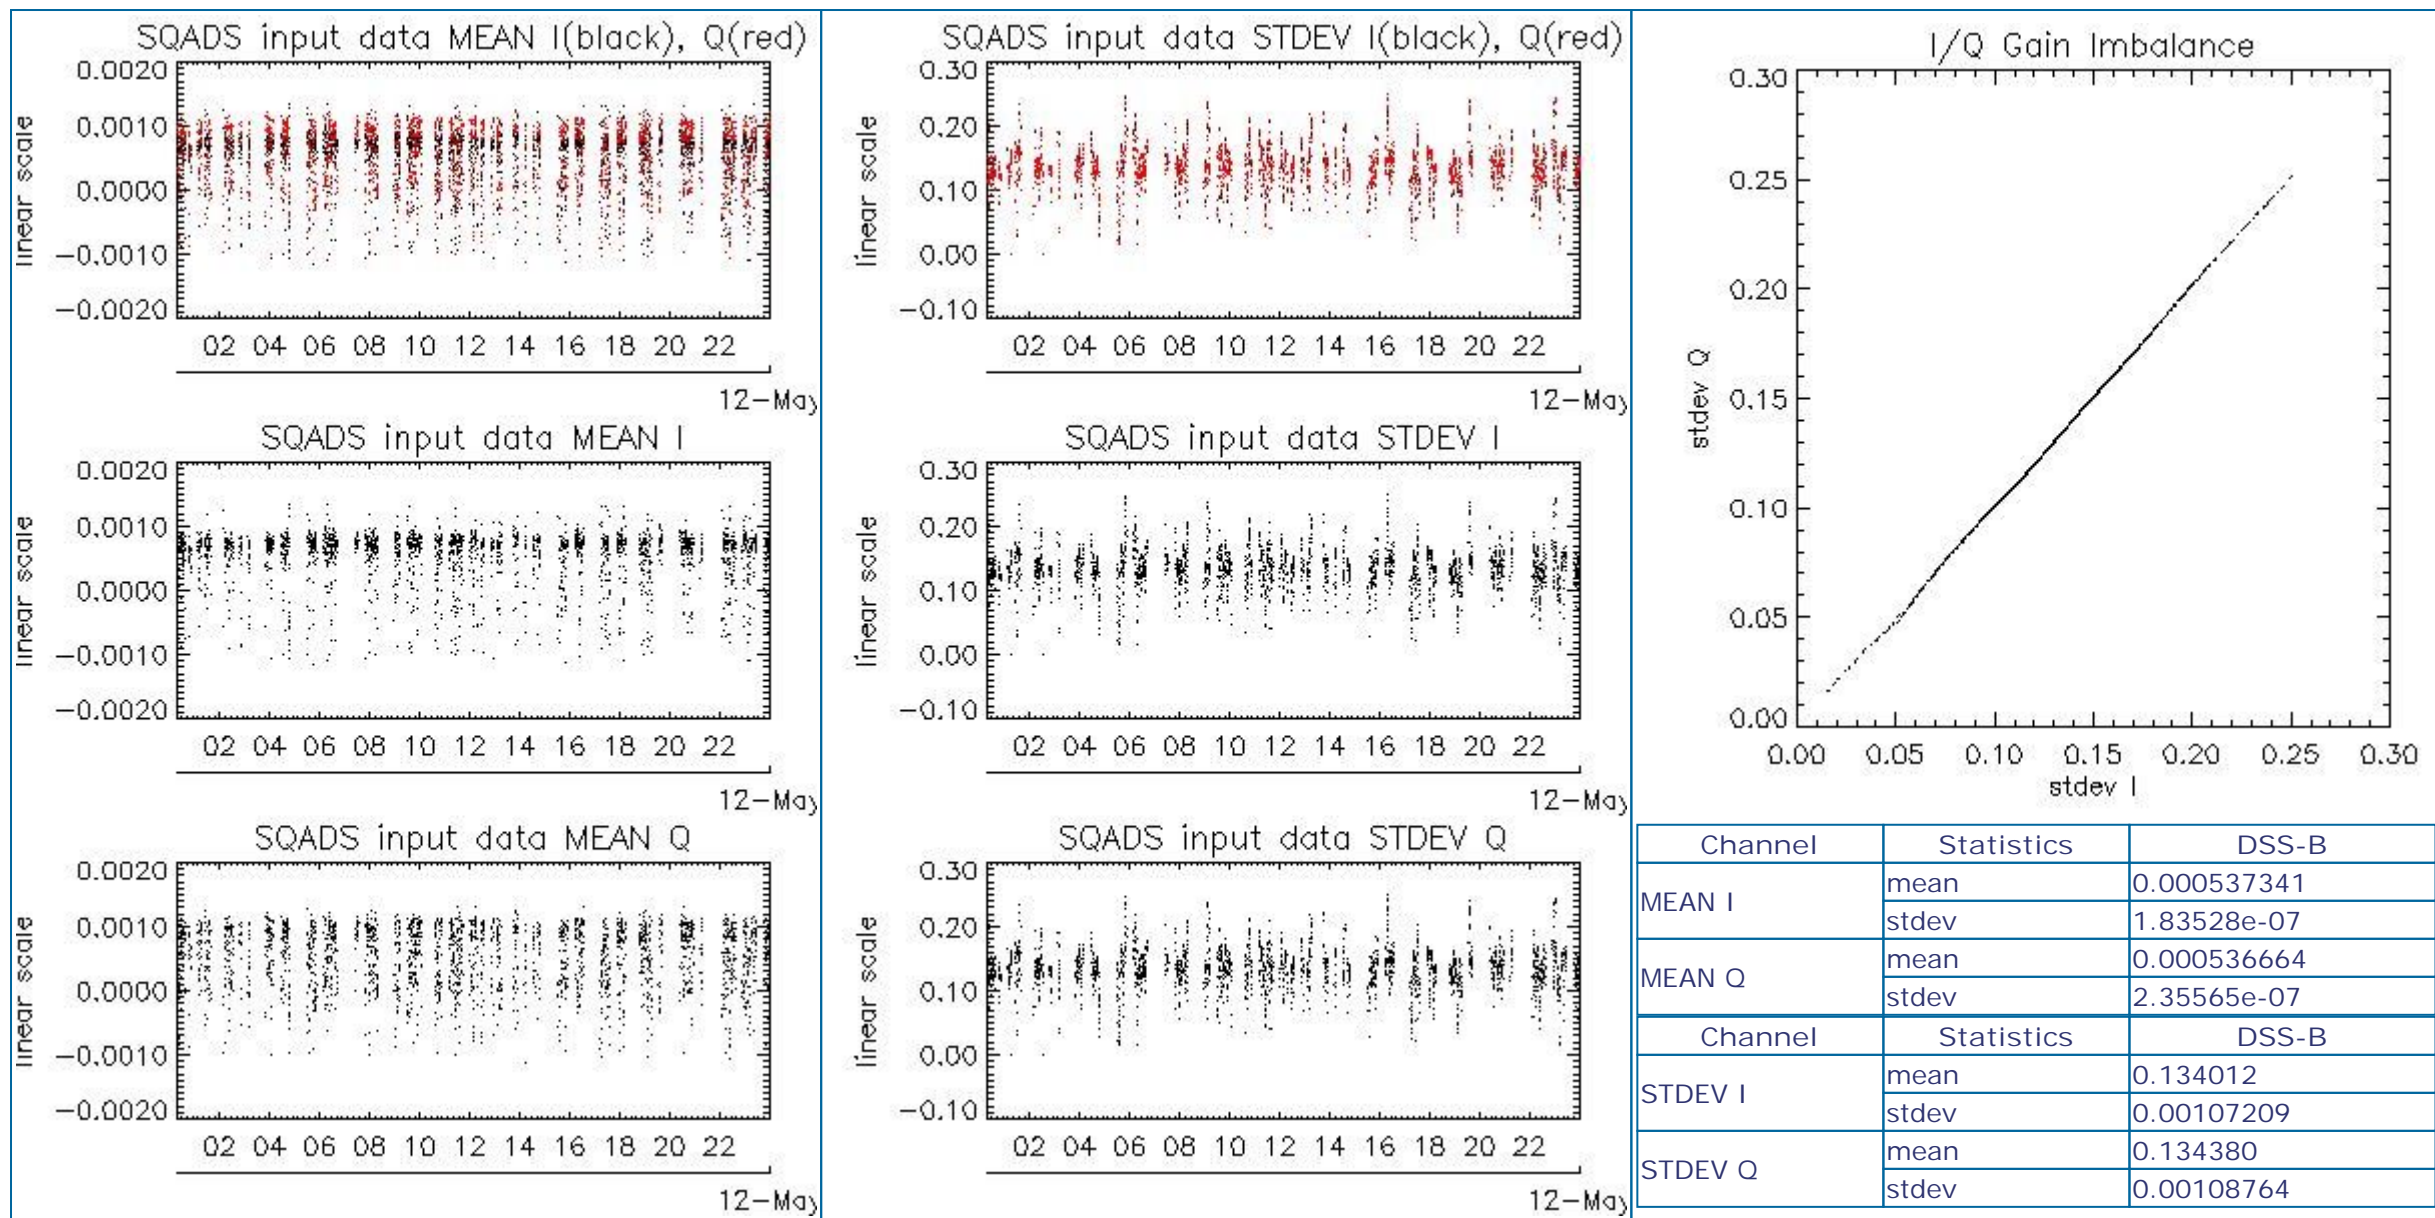 SQADS input data MEAN I(black), Q(red)
linear scale
0.0020
0.0010
0.0000
-0.0010
-0.0020
02 04 06 08 10 12 14 16 18 20 22
12-May
SQADS input data MEAN I
linear scale
0.0020
0.0010
0.0000
-0.0010
-0.0020
02 04 06 08 10 12 14 16 18 20 22
12-May
SQADS input data MEAN Q
linear scale
0.0020
0.0010
0.0000
-0.0010
-0.0020
02 04 06 08 10 12 14 16 18 20 22
12-May
SQADS input data STDEV I(black), Q(red)
linear scale
0.30
0.20
0.10
0.00
-0.10
02 04 06 08 10 12 14 16 18 20 22
12-May
SQADS input data STDEV I
linear scale
0.30
0.20
0.10
0.00
-0.10
02 04 06 08 10 12 14 16 18 20 22
12-May
SQADS input data STDEV Q
linear scale
0.30
0.20
0.10
0.00
-0.10
02 04 06 08 10 12 14 16 18 20 22
12-May
I/Q Gain Imbalance
stdev Q
0.30
0.25
0.20
0.15
0.10
0.05
0.00
0.00 0.05 0.10 0.15 0.20 0.25 0.30
stdev I
Channel Statistics DSS-B
MEAN I mean 0.000537341
stdev 1.83528e-07
MEAN Q mean 0.000536664
stdev 2.35565e-07
Channel Statistics DSS-B
STDEV I mean 0.134012
stdev 0.00107209
STDEV Q mean 0.134380
stdev 0.00108764